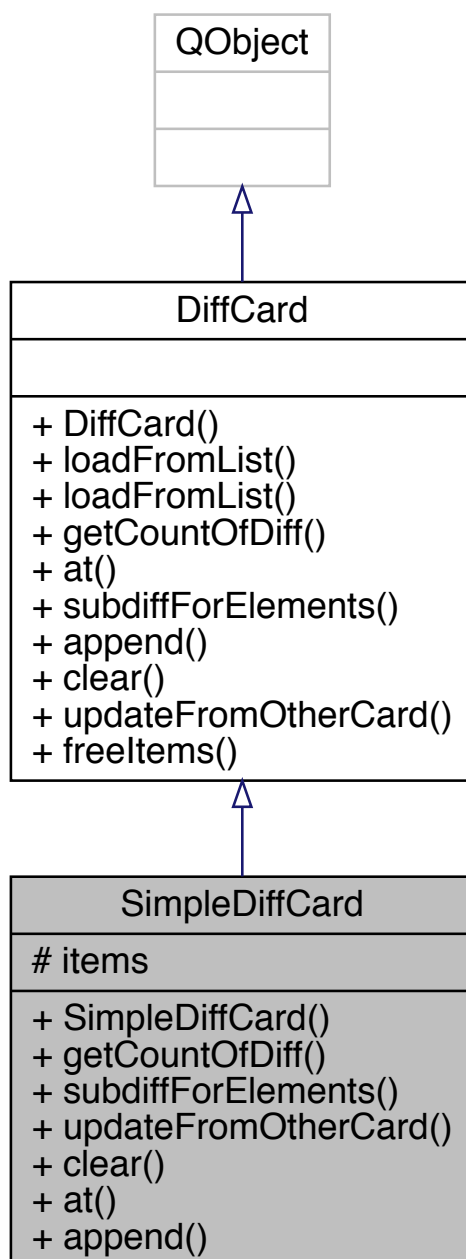 QObject
DiffCard
+ DiffCard()
+ loadFromList()
+ loadFromList()
+ getCountOfDiff()
+ at()
+ subdiffForElements()
+ append()
+ clear()
+ updateFromOtherCard()
+ freeItems()
SimpleDiffCard
# items
+ SimpleDiffCard()
+ getCountOfDiff()
+ subdiffForElements()
+ updateFromOtherCard()
+ clear()
+ at()
+ append()